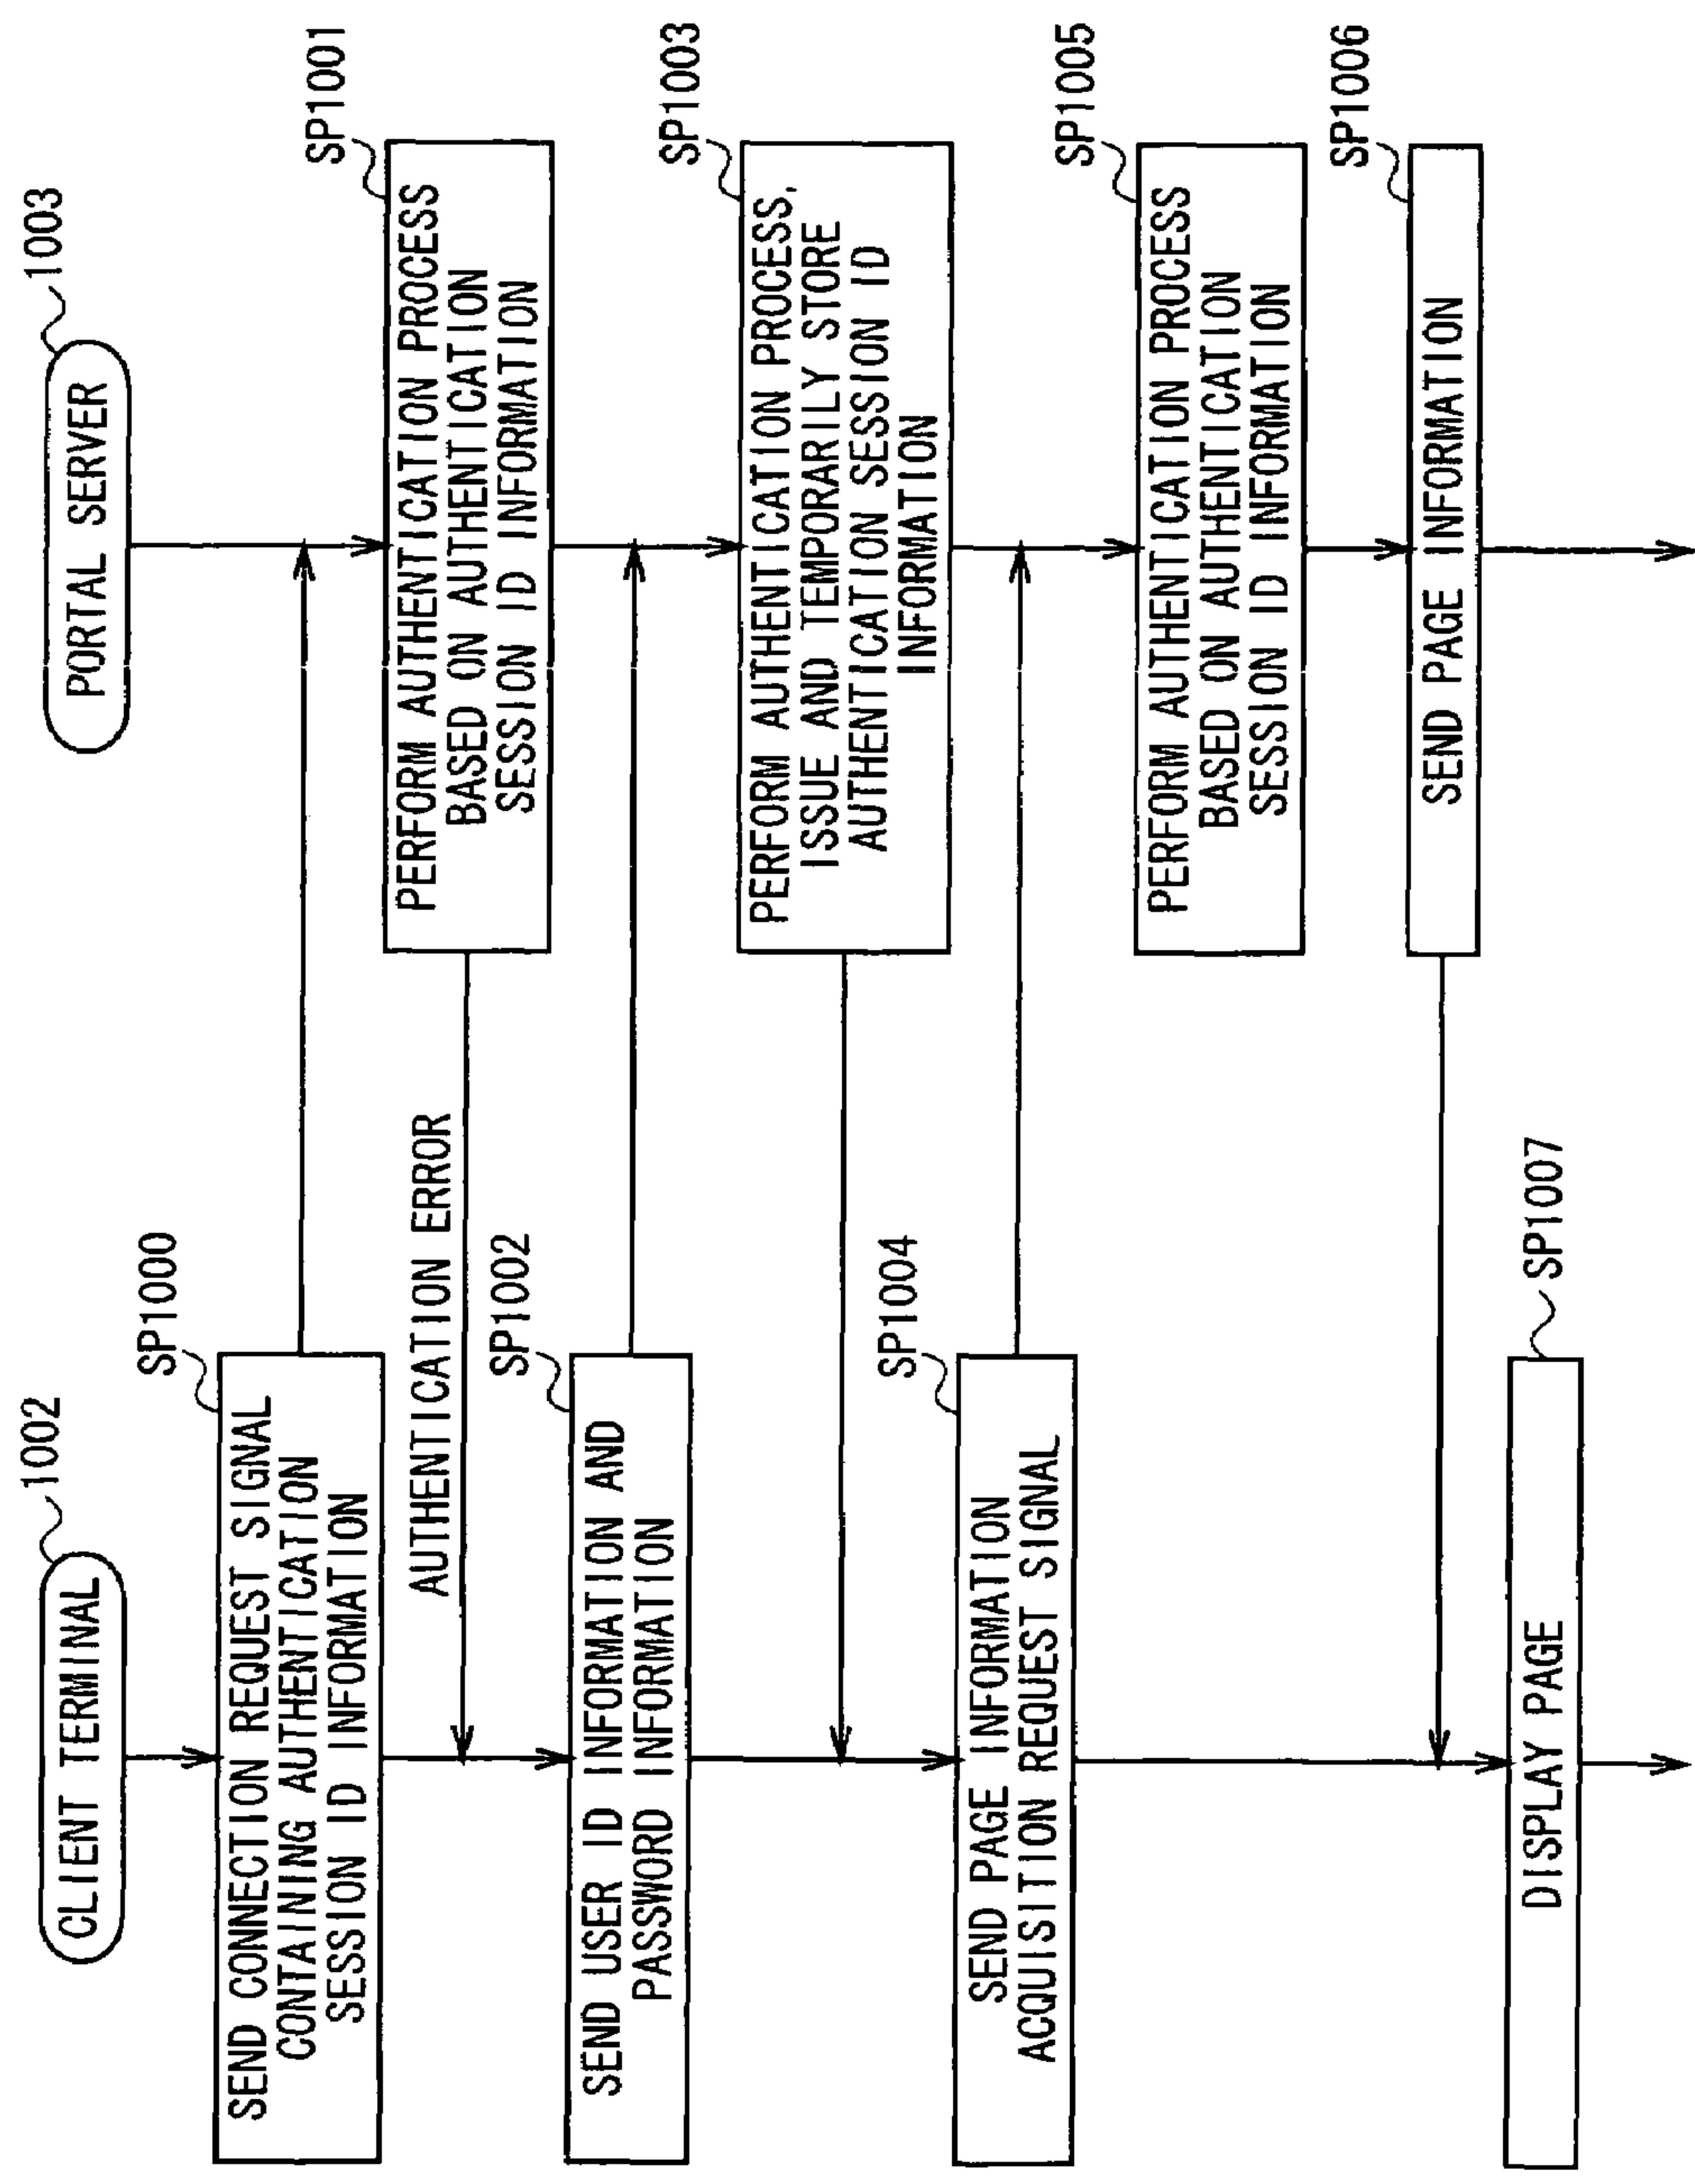 CLIENT TERMINAL
1002
PORTAL SERVER
1003
SP1000
SEND CONNECTION REQUEST SIGNAL
CONTAINING AUTHENTICATION
SESSION ID INFORMATION
SP1001
PERFORM AUTHENTICATION PROCESS
BASED ON AUTHENTICATION
SESSION ID INFORMATION
AUTHENTICATION ERROR
SP1002
SEND USER ID INFORMATION AND
PASSWORD INFORMATION
SP1003
PERFORM AUTHENTICATION PROCESS,
ISSUE AND TEMPORARILY STORE
AUTHENTICATION SESSION ID
INFORMATION
SP1004
SEND PAGE INFORMATION
ACQUISITION REQUEST SIGNAL
SP1005
PERFORM AUTHENTICATION PROCESS
BASED ON AUTHENTICATION
SESSION ID INFORMATION
SP1006
SEND PAGE INFORMATION
SP1007
DISPLAY PAGE